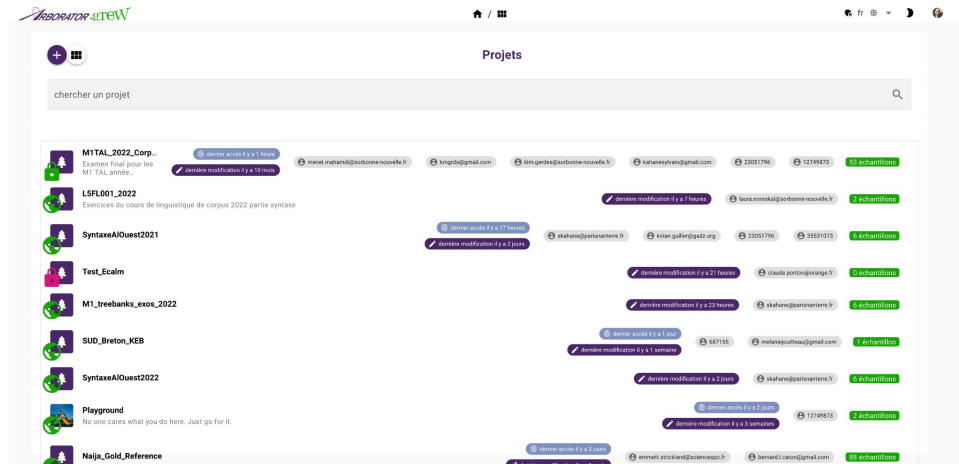 ARBORATOR-grew
/
fr
Projets
chercher un projet
M1TAL_2022_Corp...
Examen final pour les
M1 TAL année...
dernier accès il y a 1 heure
dernière modification il y a 10 mois
menel.mahamdi@sorbonne-nouvelle.fr
kmgrds@gmail.com
kim.gerdes@sorbonne-nouvelle.fr
kahanesylvain@gmail.com
23051796
12749873
53 échantillons
L5FL001_2022
Exercices du cours de linguistique de corpus 2022 partie syntaxe
dernière modification il y a 7 heures
laura.noreskal@sorbonne-nouvelle.fr
2 échantillons
SyntaxeAlOuest2021
dernier accès il y a 17 heures
dernière modification il y a 2 jours
skahane@parisnanterre.fr
kirian.guiller@gadz.org
23051796
35531073
6 échantillons
Test_Ecalm
dernière modification il y a 21 heures
claude.ponton@orange.fr
0 échantillons
M1_treebanks_exos_2022
dernière modification il y a 23 heures
skahane@parisnanterre.fr
6 échantillons
SUD_Breton_KEB
dernier accès il y a 1 jour
dernière modification il y a 1 semaine
687155
melaniejouitteau@gmail.com
1 échantillon
SyntaxeAlOuest2022
dernière modification il y a 2 jours
skahane@parisnanterre.fr
6 échantillons
Playground
No one cares what you do here. Just go for it.
dernier accès il y a 2 jours
dernière modification il y a 3 semaines
12749873
2 échantillons
Naija_Gold_Reference
dernier accès il y a 3 jours
emmett.strickland@sciencespo.fr
bernard.l.caron@gmail.com
88 échantillons